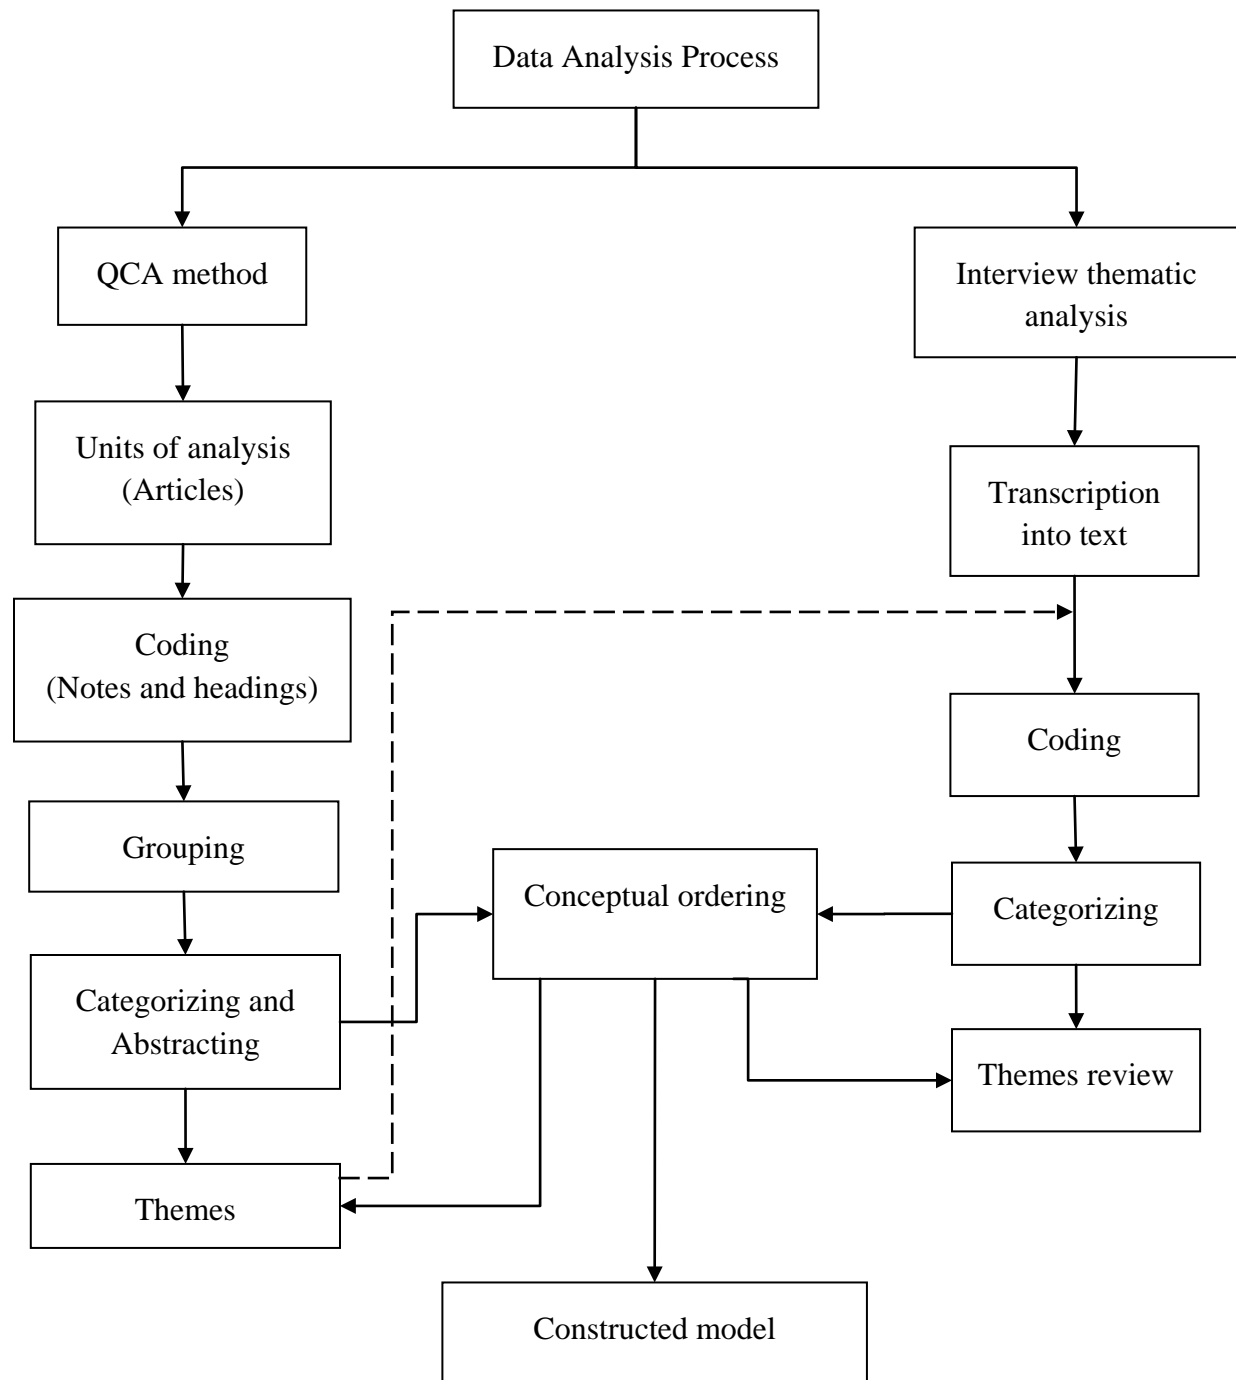 Data Analysis Process
QCA method
Units of analysis
(Articles)
Coding
(Notes and headings)
Grouping
Categorizing and
Abstracting
Themes
Conceptual ordering
Constructed model
Interview thematic
analysis
Transcription
into text
Coding
Categorizing
Themes review